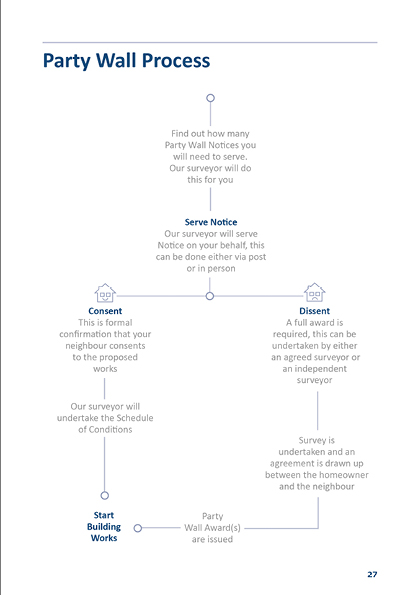 Party Wall Process
Find out how many
Party Wall Notices you
will need to serve.
Our surveyor will do
this for you
Serve Notice
Our surveyor will serve
Notice on your behalf, this
can be done either via post
or in person
Consent
This is formal
confirmation that your
neighbour consents
to the proposed
works
Our surveyor will
undertake the Schedule
of Conditions
Dissent
A full award is
required, this can be
undertaken by either
an agreed surveyor or
an independent
surveyor
Survey is
undertaken and an
agreement is drawn up
between the homeowner
and the neighbour
Party
Wall Award(s)
are issued
Start
Building
Works
27